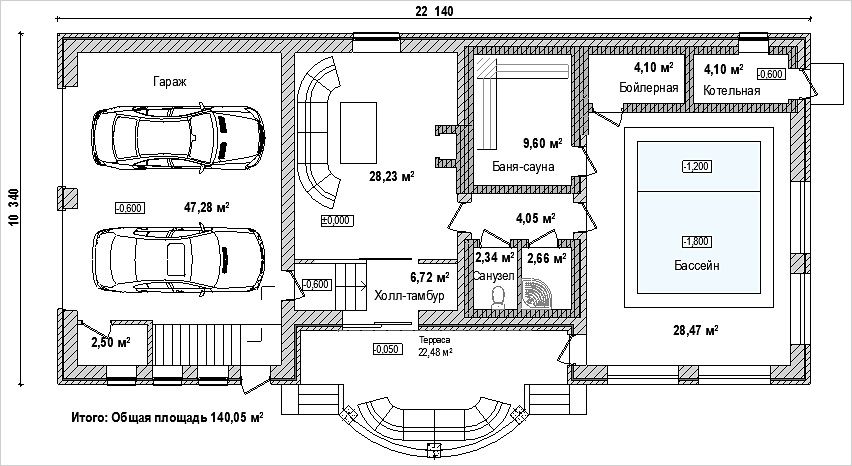 22 140
10 340
Гараж
-0,600
47,28 м²
2,50 м²
28,23 м²
±0,000
-0,600
6,72 м²
Холл-тамбур
9,60 м²
Баня-сауна
4,05 м²
2,34 м²
Санузел
2,66 м²
4,10 м²
Бойлерная
4,10 м²
-0,600
Котельная
-1,200
-1,800
Бассейн
28,47 м²
Терраса
-0,050
22,48 м²
Итого: Общая площадь 140,05 м²